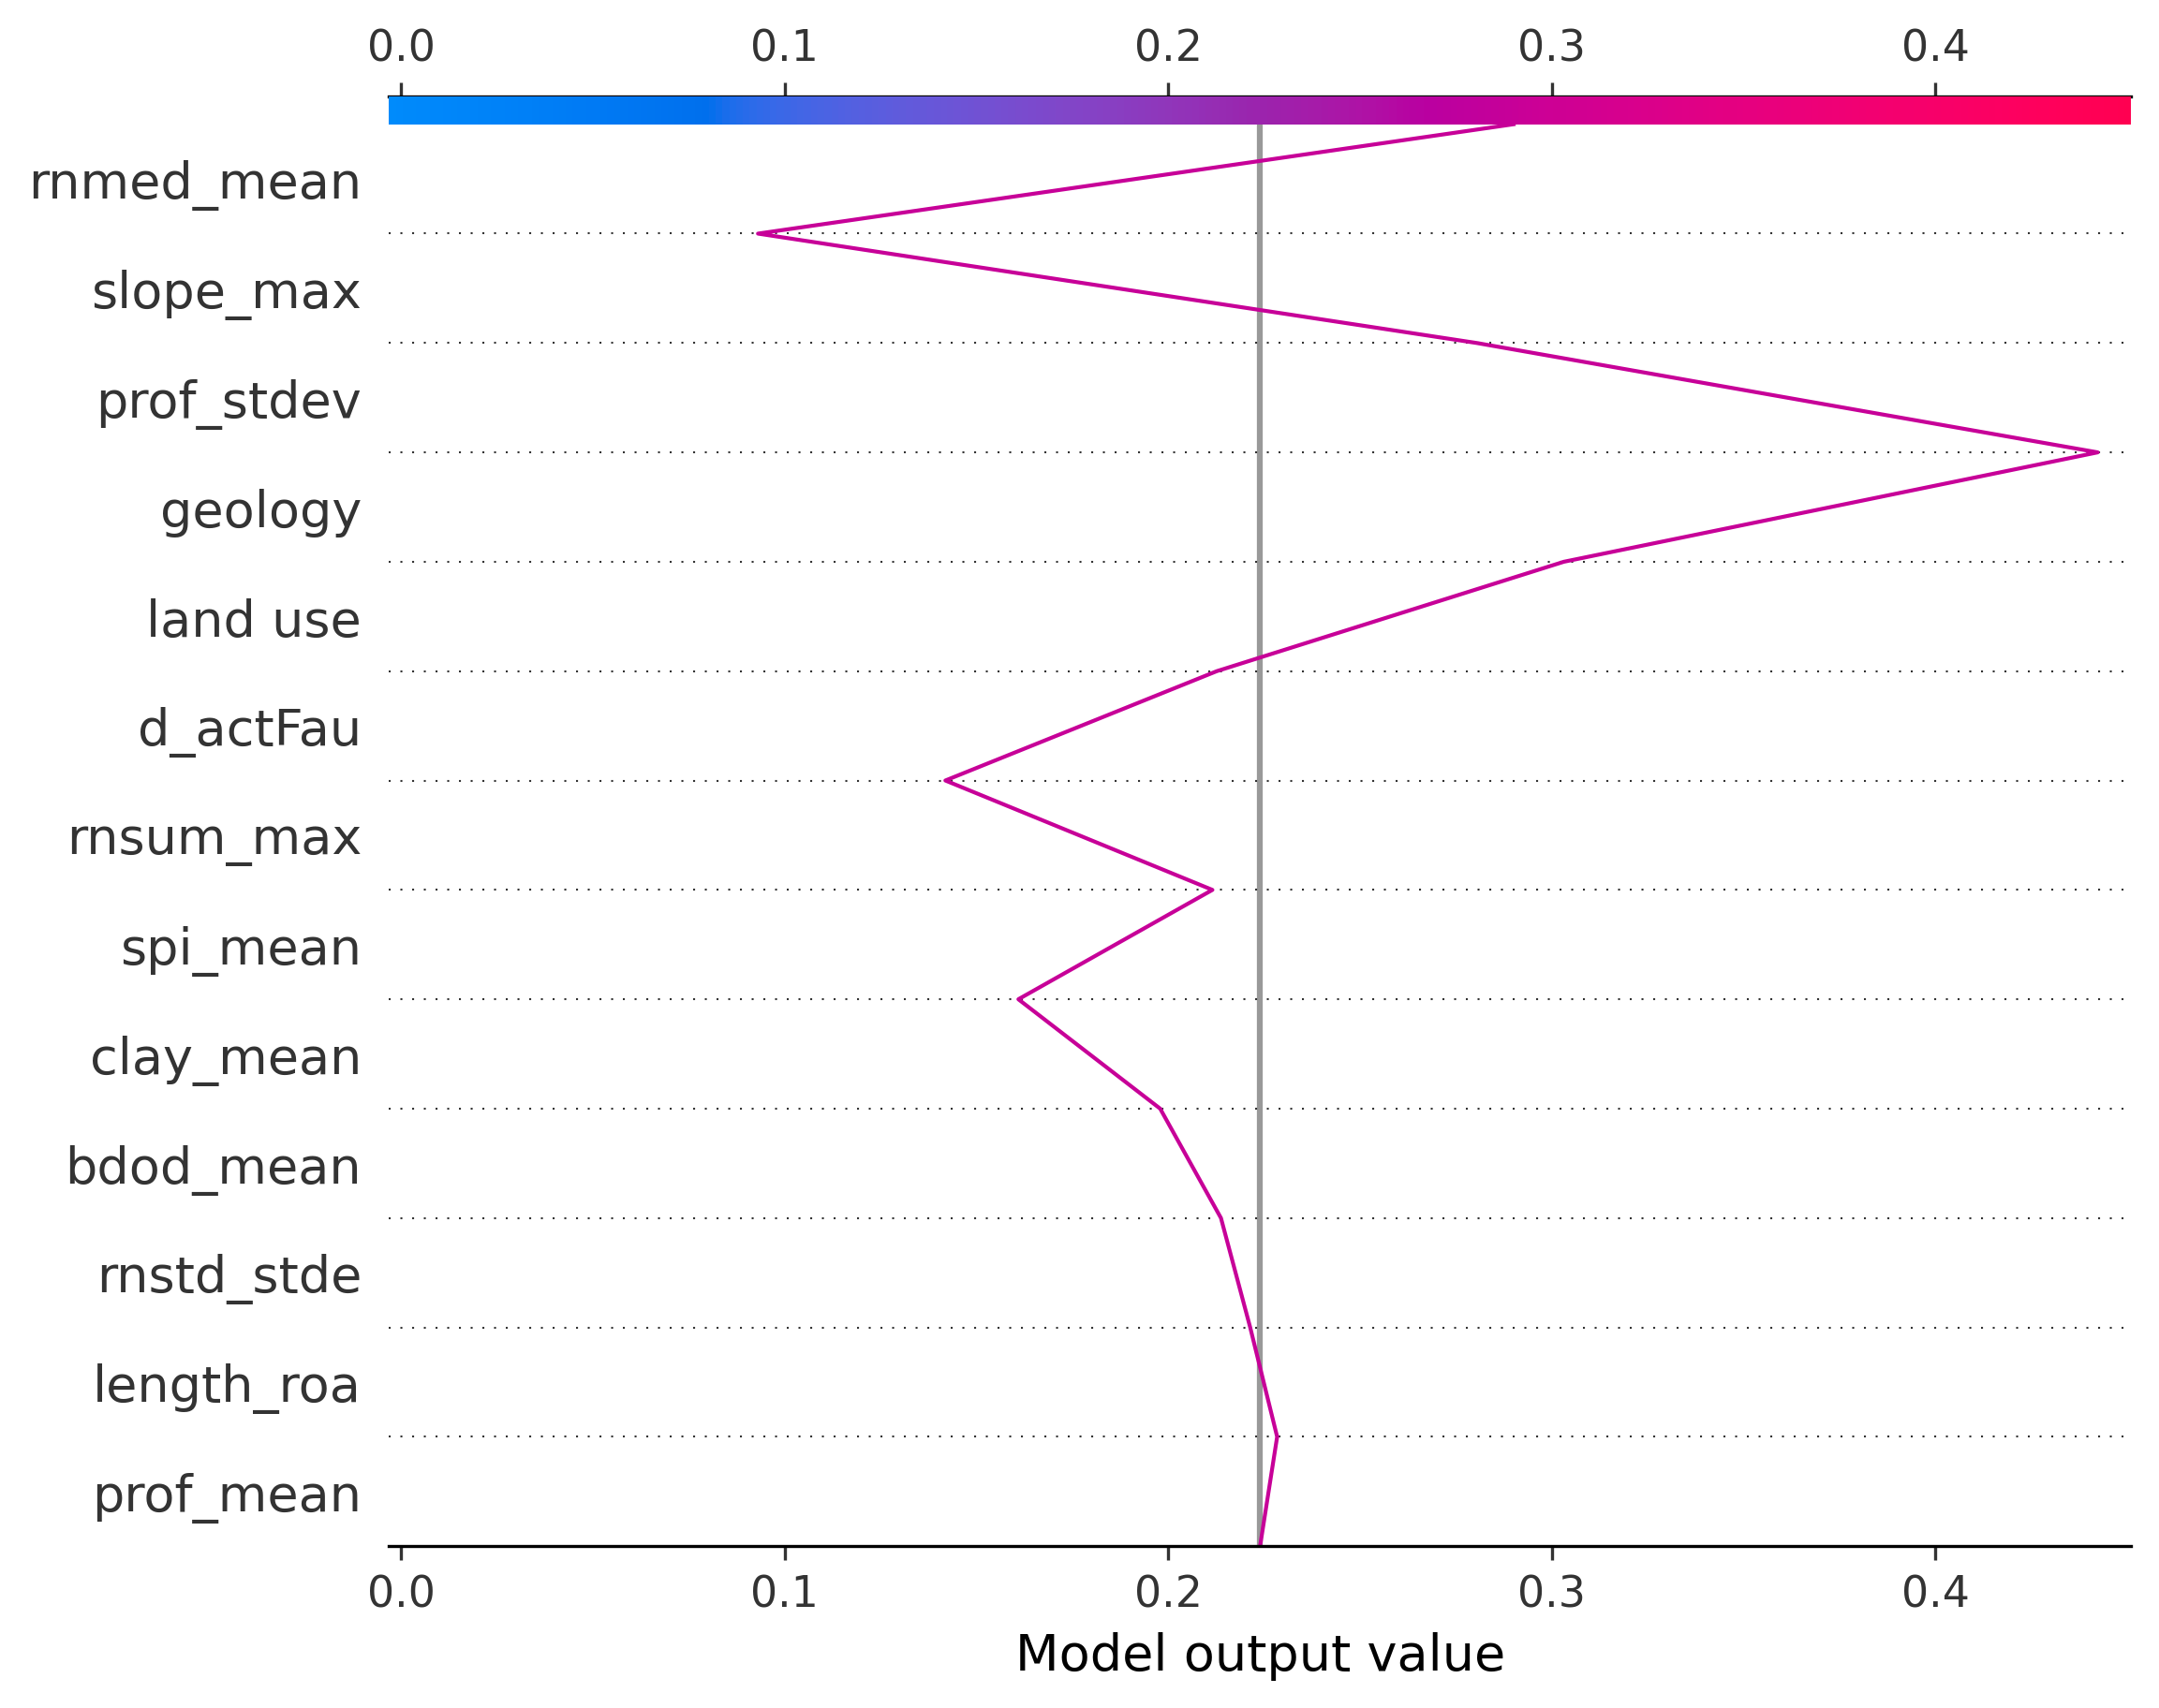 0.0 0.1 0.2 0.3 0.4
rnmed_mean
slope_max
prof_stdev
geology
land use
d_actFau
rnsum_max
spi_mean
clay_mean
bdod_mean
rnstd_stde
length_roa
prof_mean
0.0 0.1 0.2 0.3 0.4
Model output value